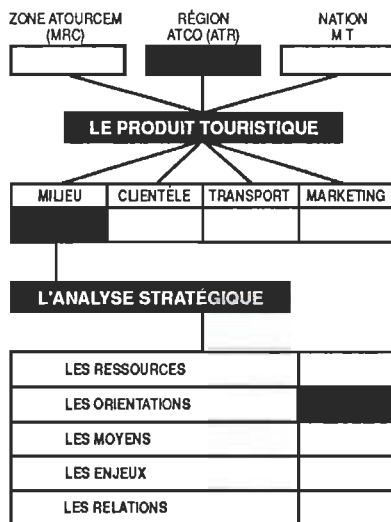 ZONE ATOURCEM RÉGION NATION
(MRC) ATCO (ATR) M T
LE PRODUIT TOURISTIQUE
MILIEU CLIENTÈLE TRANSPORT MARKETING
L'ANALYSE STRATÉGIQUE
LES RESSOURCES
LES ORIENTATIONS
LES MOYENS
LES ENJEUX
LES RELATIONS